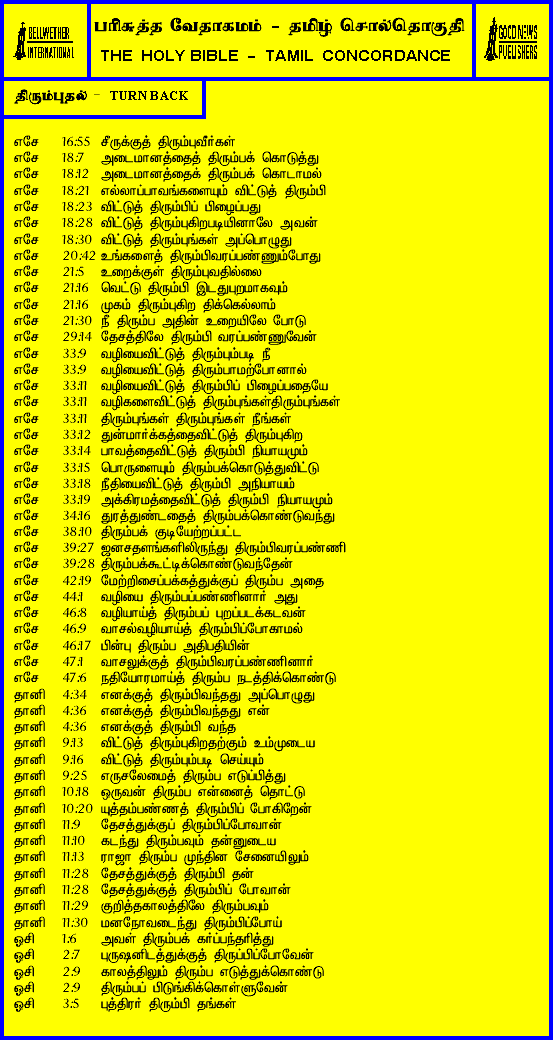 BELLWETHER
INTERNATIONAL
பரிசுத்த வேதாகமம் - தமிழ் சொல்தொகுதி
THE HOLY BIBLE - TAMIL CONCORDANCE
GOOD NEWS
PUBLISHERS
திரும்புதல் - TURN BACK
எசே 16:55 சீருக்குத் திரும்புவீர்கள்
எசே 18:7 அடைமானத்தைத் திரும்பக் கொடுத்து
எசே 18:12 அடைமானத்தைக் திரும்பக் கொடாமல்
எசே 18:21 எல்லாப்பாவங்களையும் விட்டுத் திரும்பி
எசே 18:23 விட்டுத் திரும்பிப் பிழைப்பது
எசே 18:28 விட்டுத் திரும்புகிறபடியினாலே அவன்
எசே 18:30 விட்டுத் திரும்புங்கள் அப்பொழுது
எசே 20:42 உங்களைத் திரும்பிவரப்பண்ணும்போது
எசே 21:5 உறைக்குள் திரும்புவதில்லை
எசே 21:16 வெட்டு திரும்பி இடதுபுறமாகவும்
எசே 21:16 முகம் திரும்புகிற திக்கெல்லாம்
எசே 21:30 நீ திரும்ப அதின் உறையிலே போடு
எசே 29:14 தேசத்திலே திரும்பி வரப்பண்ணுவேன்
எசே 33:9 வழியைவிட்டுத் திரும்பும்படி நீ
எசே 33:9 வழியைவிட்டுத் திரும்பாமற்போனால்
எசே 33:11 வழியைவிட்டுத் திரும்பிப் பிழைப்பதையே
எசே 33:11 வழிகளைவிட்டுத் திரும்புங்கள்திரும்புங்கள்
எசே 33:11 திரும்புங்கள் திரும்புங்கள் நீங்கள்
எசே 33:12 துன்மார்க்கத்தைவிட்டுத் திரும்புகிற
எசே 33:14 பாவத்தைவிட்டுத் திரும்பி நியாயமும்
எசே 33:15 பொருளையும் திரும்பக்கொடுத்துவிட்டு
எசே 33:18 நீதியைவிட்டுத் திரும்பி அநியாயம்
எசே 33:19 அக்கிரமத்தைவிட்டுத் திரும்பி நியாயமும்
எசே 34:16 துரத்துண்டதைத் திரும்பக்கொண்டுவந்து
எசே 38:10 திரும்பக் குடியேற்றப்பட்ட
எசே 39:27 ஜனசதளங்களிலிருந்து திரும்பிவரப்பண்ணி
எசே 39:28 திரும்பக்கூட்டிக்கொண்டுவந்தேன்
எசே 42:19 மேற்றிசைப்பக்கத்துக்குப் திரும்ப அதை
எசே 44:1 வழியை திரும்பப்பண்ணினார் அது
எசே 46:8 வழியாய்த் திரும்பப் புறப்படக்கடவன்
எசே 46:9 வாசல்வழியாய்த் திரும்பிப்போகாமல்
எசே 46:17 பின்பு திரும்ப அதிபதியின்
எசே 47:1 வாசலுக்குத் திரும்பிவரப்பண்ணினார்
எசே 47:6 நதியோரமாய்த் திரும்ப நடத்திக்கொண்டு
தானி 4:34 எனக்குத் திரும்பிவந்தது அப்பொழுது
தானி 4:36 எனக்குத் திரும்பிவந்தது என்
தானி 4:36 எனக்குத் திரும்பி வந்த
தானி 9:13 விட்டுத் திரும்புகிறதற்கும் உம்முடைய
தானி 9:16 விட்டுத் திரும்பும்படி செய்யும்
தானி 9:25 எருசலேமைத் திரும்ப எடுப்பித்து
தானி 10:18 ஒருவன் திரும்ப என்னைத் தொட்டு
தானி 10:20 யுத்தம்பண்ணத் திரும்பிப் போகிறேன்
தானி 11:9 தேசத்துக்குப் திரும்பிப்போவான்
தானி 11:10 கடந்து திரும்பவும் தன்னுடைய
தானி 11:13 ராஜா திரும்ப முந்தின சேனையிலும்
தானி 11:28 தேசத்துக்குத் திரும்பி தன்
தானி 11:28 தேசத்துக்குத் திரும்பிப் போவான்
தானி 11:29 குறித்தகாலத்திலே திரும்பவும்
தானி 11:30 மனநோவடைந்து திரும்பிப்போய்
ஓசி 1:6 அவள் திரும்பக் கர்ப்பந்தரித்து
ஓசி 2:7 புருஷனிடத்துக்குத் திருப்பிப்போவேன்
ஓசி 2:9 காலத்திலும் திரும்ப எடுத்துக்கொண்டு
ஓசி 2:9 திரும்பப் பிடுங்கிக்கொள்ளுவேன்
ஓசி 3:5 புத்திரர் திரும்பி தங்கள்